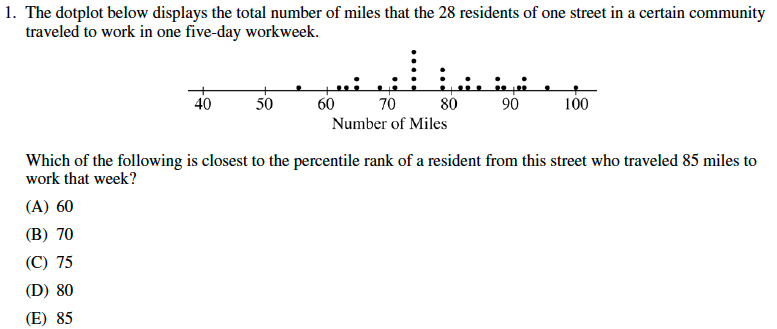 1. The dotplot below displays the total number of miles that the 28 residents of one street in a certain community
traveled to work in one five-day workweek.
40 50 60 70 80 90 100
Number of Miles
Which of the following is closest to the percentile rank of a resident from this street who traveled 85 miles to
work that week?
(A) 60
(B) 70
(C) 75
(D) 80
(E) 85